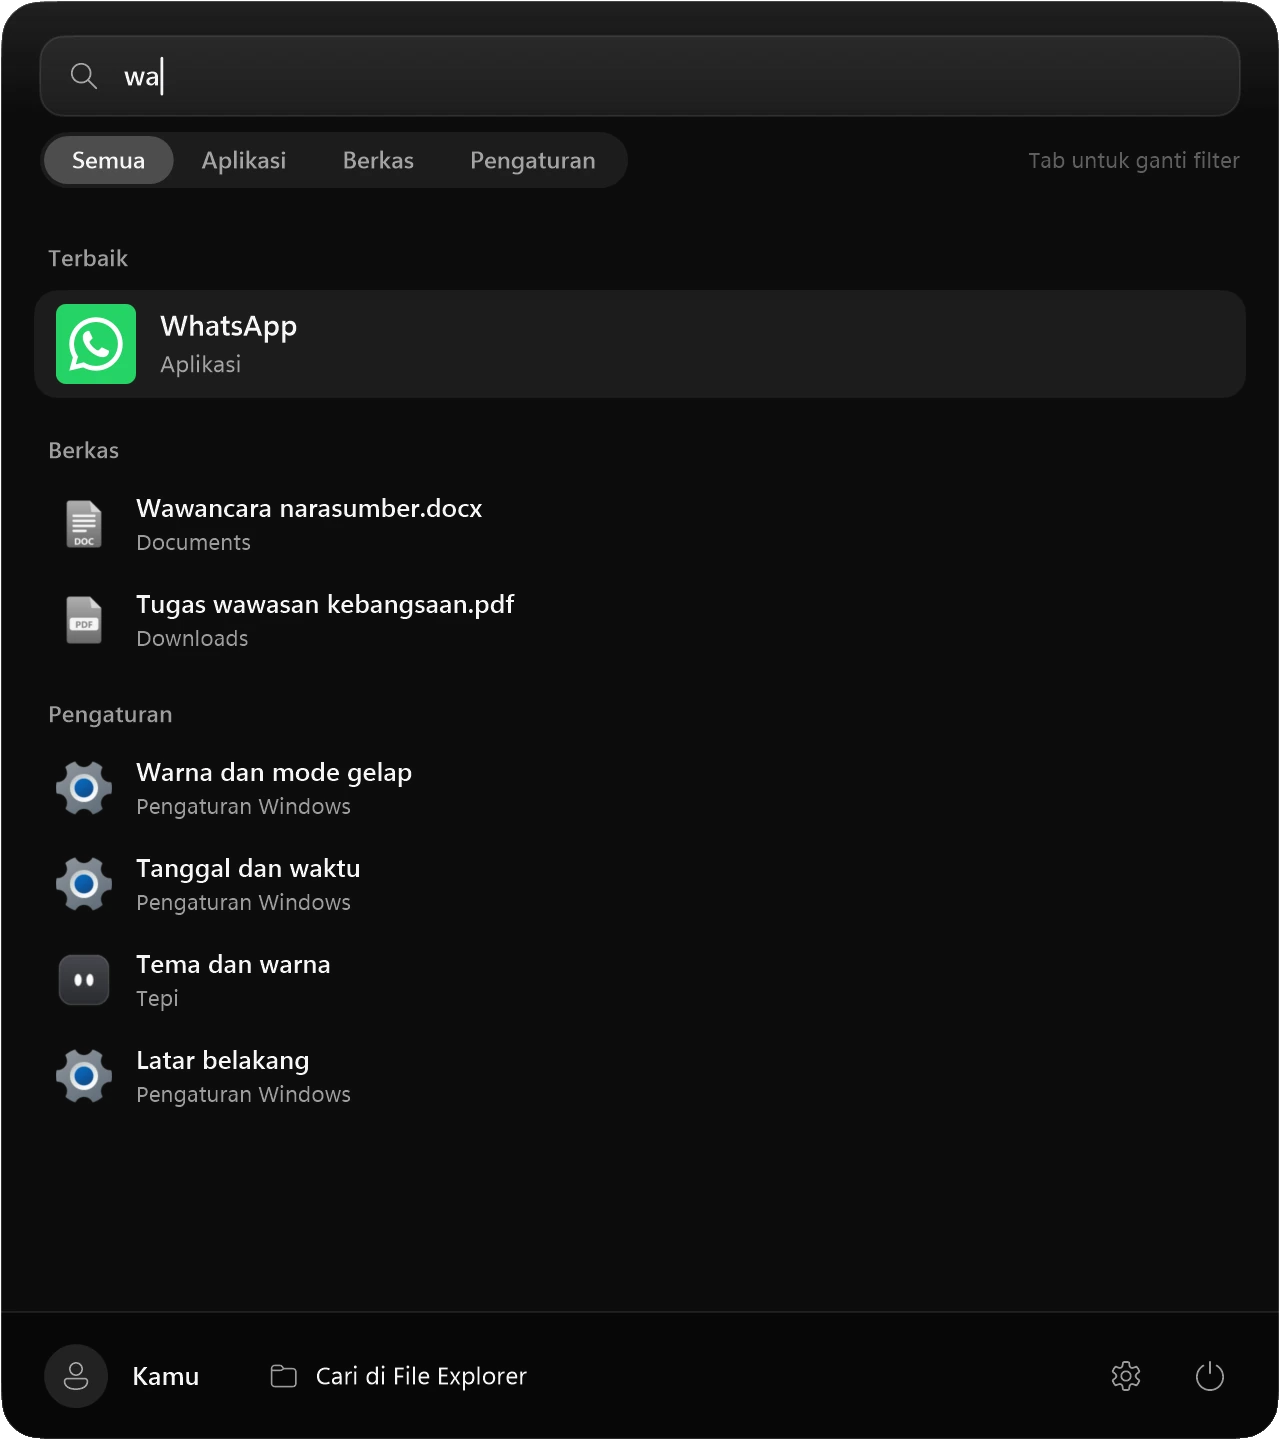 wa
Semua Aplikasi Berkas Pengaturan Tab untuk ganti filter
Terbaik
WhatsApp
Aplikasi
Berkas
Wawancara narasumber.docx
DOC
Documents
Tugas wawasan kebangsaan.pdf
PDF
Downloads
Pengaturan
Warna dan mode gelap
Pengaturan Windows
Tanggal dan waktu
Pengaturan Windows
Tema dan warna
Tepi
Latar belakang
Pengaturan Windows
Kamu Cari di File Explorer